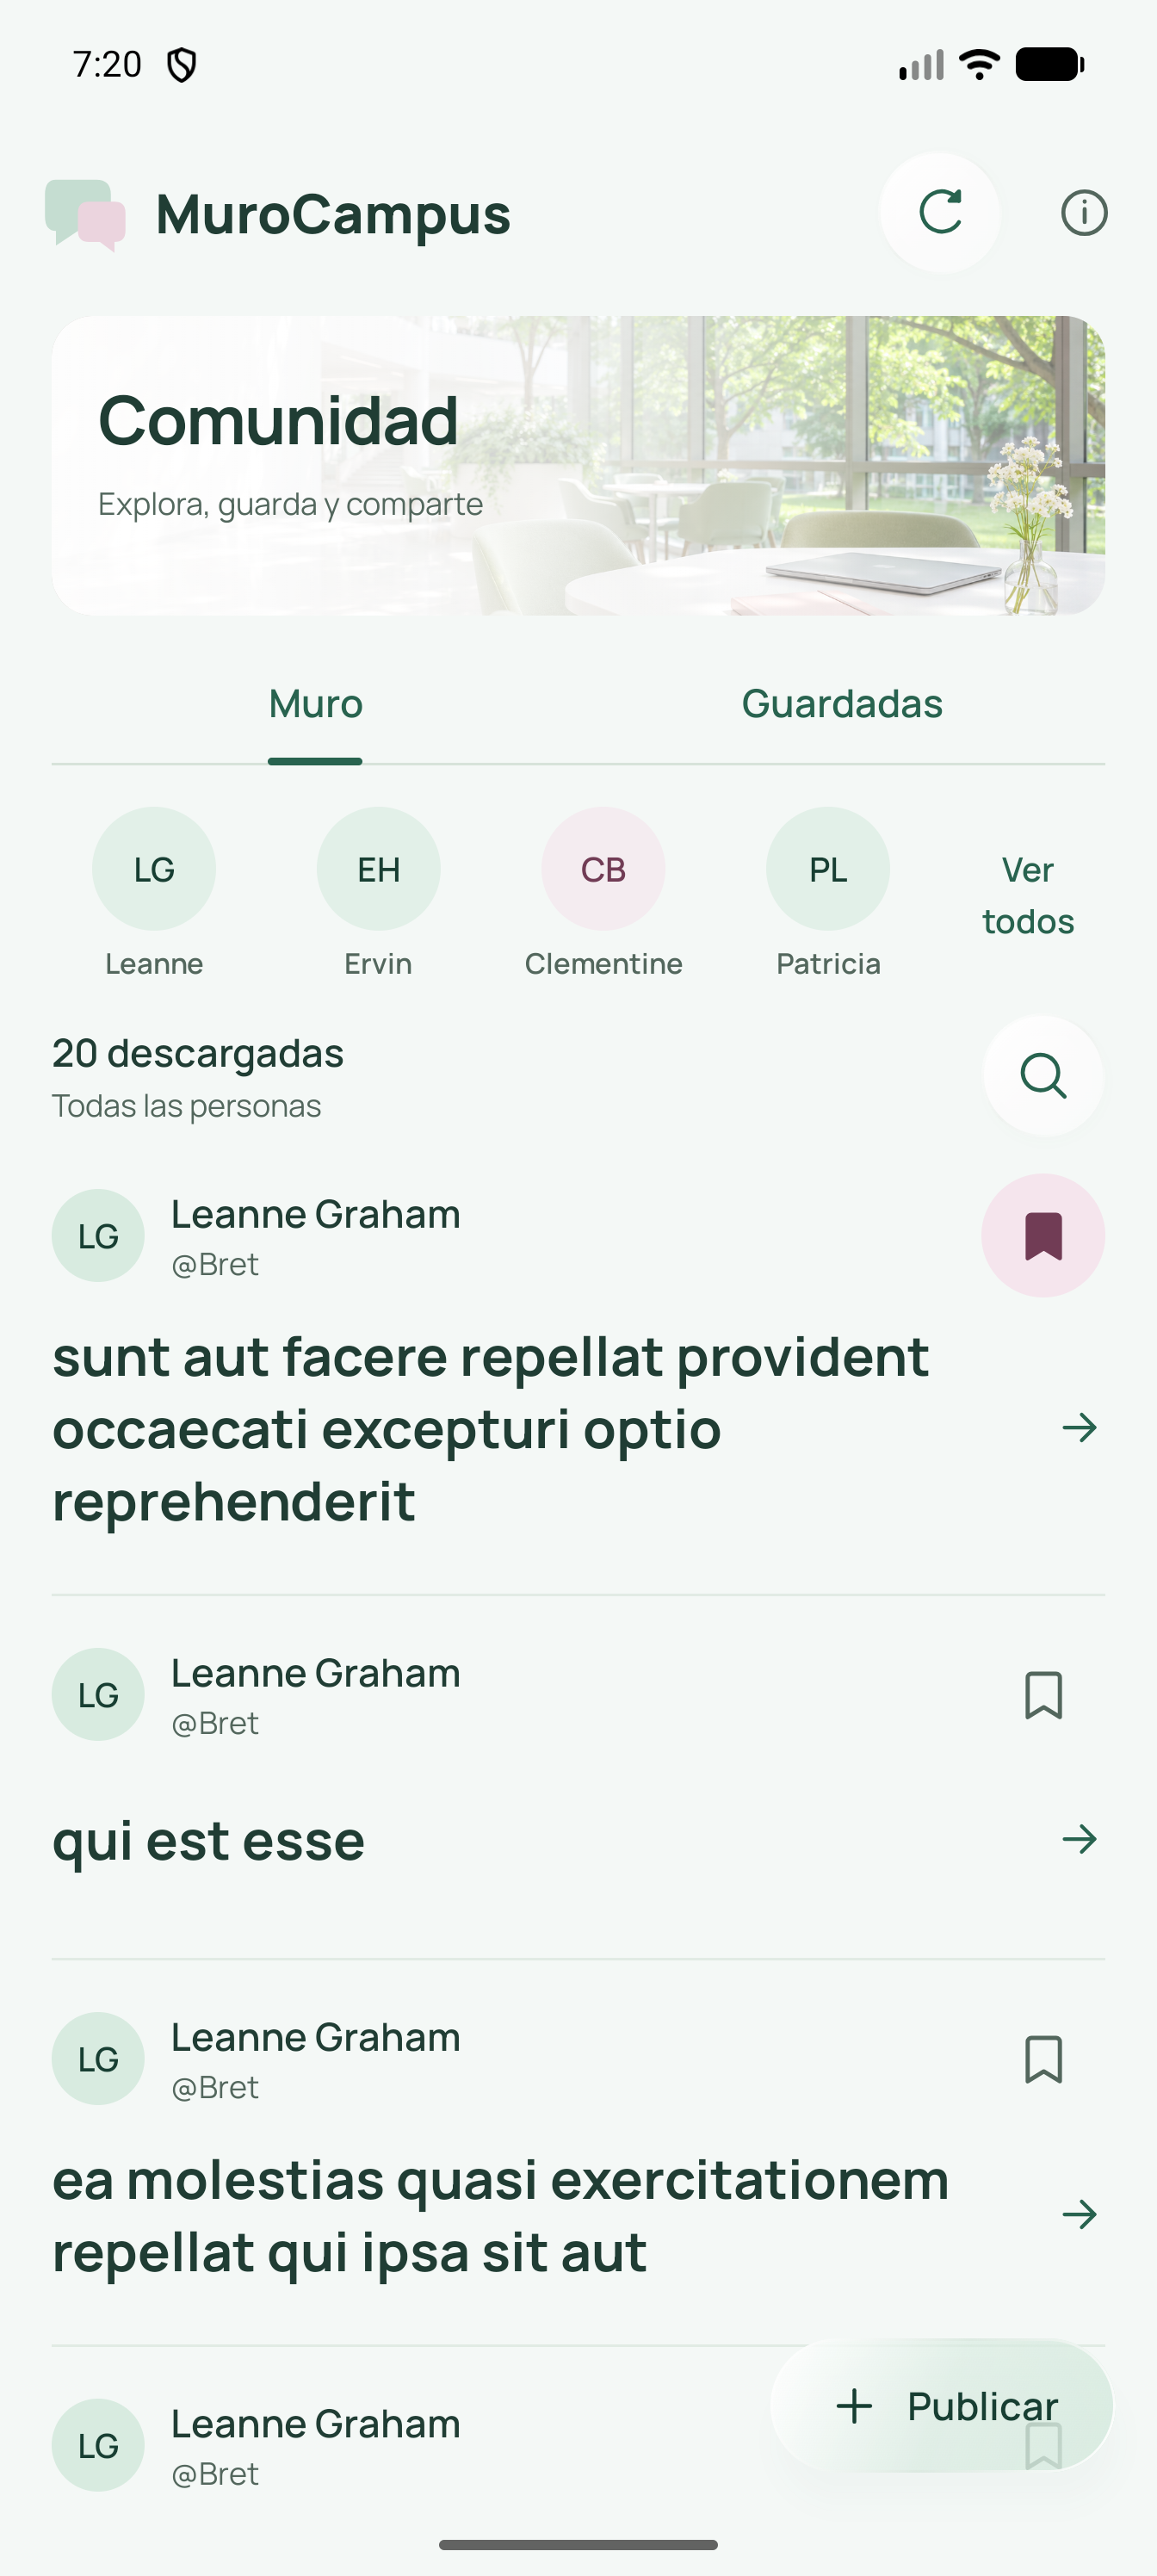 7:20
MuroCampus
Comunidad
Explora, guarda y comparte
Muro
Guardadas
LG
EH
CB
PL
Ver
todos
Leanne
Ervin
Clementine
Patricia
20 descargadas
Todas las personas
LG
Leanne Graham
@Bret
sunt aut facere repellat provident
occaecati excepturi optio
reprehenderit
LG
Leanne Graham
@Bret
qui est esse
LG
Leanne Graham
@Bret
ea molestias quasi exercitationem
repellat qui ipsa sit aut
LG
Leanne Graham
@Bret
Publicar